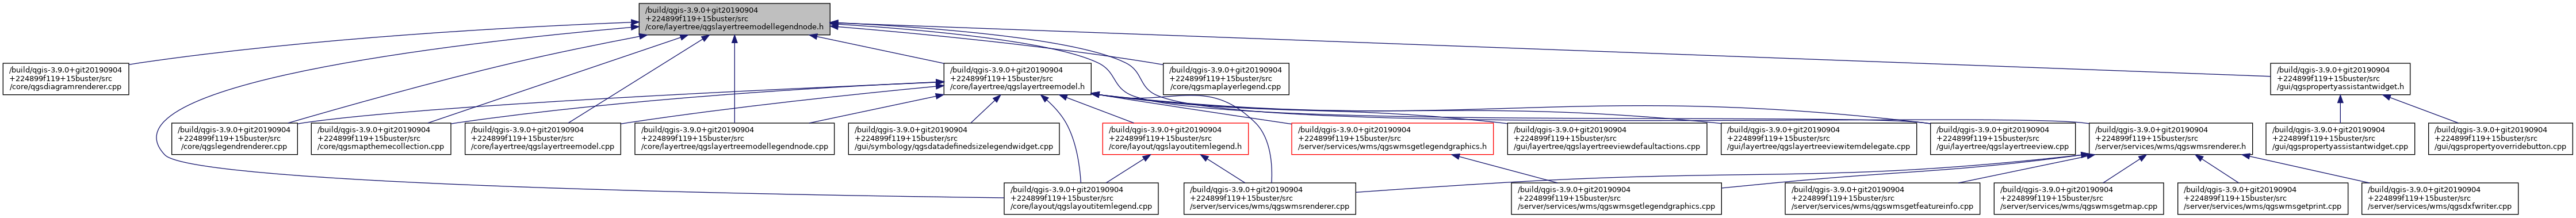 /build/qgis-3.9.0+git20190904
+224899f119+15buster/src
/core/layertree/qgslayertreemodellegendnode.h
/build/qgis-3.9.0+git20190904
+224899f119+15buster/src
/core/qgsdiagramrenderer.cpp
/build/qgis-3.9.0+git20190904
+224899f119+15buster/src
/core/layertree/qgslayertreemodel.h
/build/qgis-3.9.0+git20190904
+224899f119+15buster/src
/core/qgsmaplayerlegend.cpp
/build/qgis-3.9.0+git20190904
+224899f119+15buster/src
/gui/qgspropertyassistantwidget.h
/build/qgis-3.9.0+git20190904
+224899f119+15buster/src
/core/qgslegendrenderer.cpp
/build/qgis-3.9.0+git20190904
+224899f119+15buster/src
/core/qgsmapthemecollection.cpp
/build/qgis-3.9.0+git20190904
+224899f119+15buster/src
/core/layertree/qgslayertreemodel.cpp
/build/qgis-3.9.0+git20190904
+224899f119+15buster/src
/core/layertree/qgslayertreemodellegendnode.cpp
/build/qgis-3.9.0+git20190904
+224899f119+15buster/src
/gui/symbology/qgsdatadefinedsizelegendwidget.cpp
/build/qgis-3.9.0+git20190904
+224899f119+15buster/src
/core/layout/qgslayoutitemlegend.h
/build/qgis-3.9.0+git20190904
+224899f119+15buster/src
/server/services/wms/qgswmsgetlegendgraphics.h
/build/qgis-3.9.0+git20190904
+224899f119+15buster/src
/gui/layertree/qgslayertreeviewdefaultactions.cpp
/build/qgis-3.9.0+git20190904
+224899f119+15buster/src
/gui/layertree/qgslayertreeviewitemdelegate.cpp
/build/qgis-3.9.0+git20190904
+224899f119+15buster/src
/gui/layertree/qgslayertreeview.cpp
/build/qgis-3.9.0+git20190904
+224899f119+15buster/src
/server/services/wms/qgswmsrenderer.h
/build/qgis-3.9.0+git20190904
+224899f119+15buster/src
/gui/qgspropertyassistantwidget.cpp
/build/qgis-3.9.0+git20190904
+224899f119+15buster/src
/gui/qgspropertyoverridebutton.cpp
/build/qgis-3.9.0+git20190904
+224899f119+15buster/src
/core/layout/qgslayoutitemlegend.cpp
/build/qgis-3.9.0+git20190904
+224899f119+15buster/src
/server/services/wms/qgswmsrenderer.cpp
/build/qgis-3.9.0+git20190904
+224899f119+15buster/src
/server/services/wms/qgswmsgetlegendgraphics.cpp
/build/qgis-3.9.0+git20190904
+224899f119+15buster/src
/server/services/wms/qgswmsgetfeatureinfo.cpp
/build/qgis-3.9.0+git20190904
+224899f119+15buster/src
/server/services/wms/qgswmsgetmap.cpp
/build/qgis-3.9.0+git20190904
+224899f119+15buster/src
/server/services/wms/qgswmsgetprint.cpp
/build/qgis-3.9.0+git20190904
+224899f119+15buster/src
/server/services/wms/qgsdxfwriter.cpp